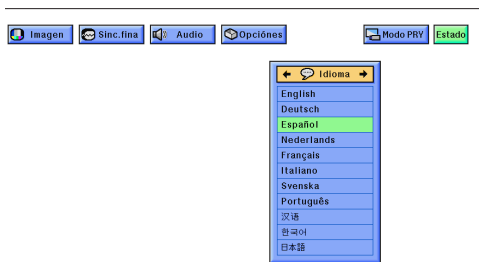 Imagen Sinc.fina Audio Opciónes Modo PRY Estado
Idioma
English
Deutsch
Español
Nederlands
Français
Italiano
Svenska
Português
汉语
한국어
日本語